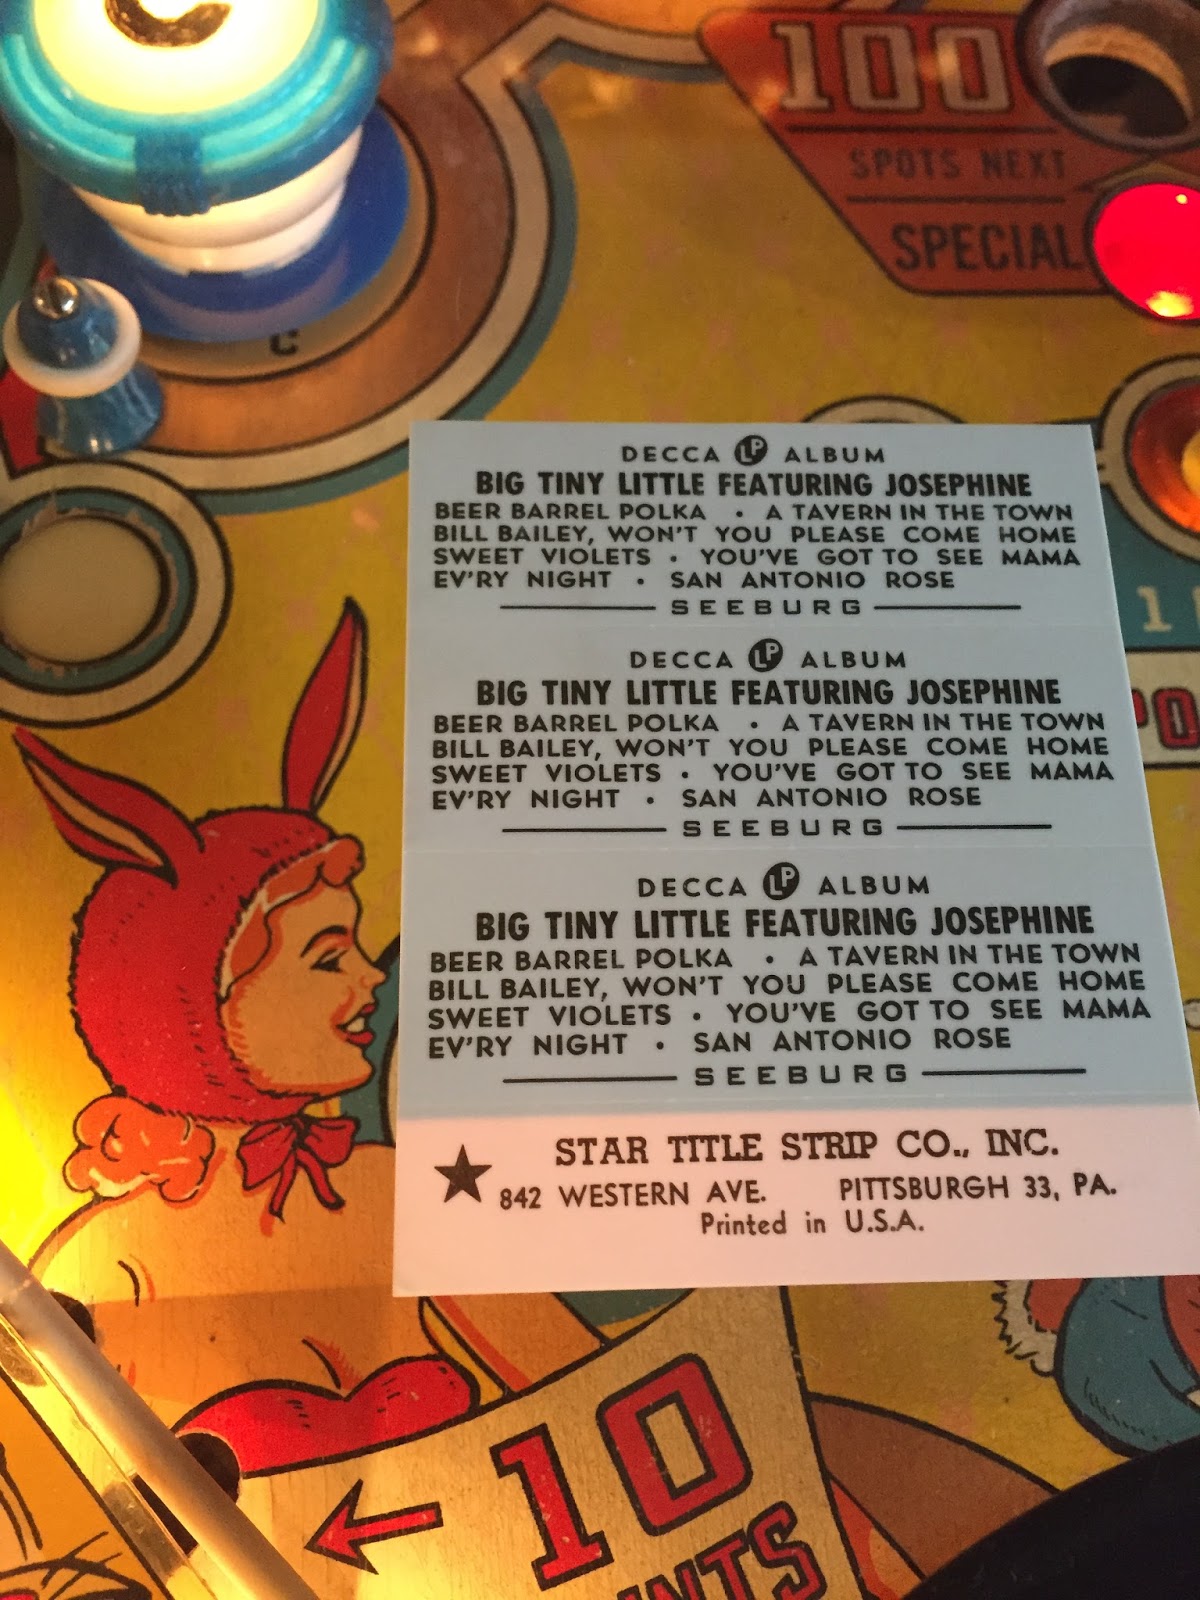 100
SPOTS NEXT
SPECIAL
C
DECCA LP ALBUM
BIG TINY LITTLE FEATURING JOSEPHINE
BEER BARREL POLKA • A TAVERN IN THE TOWN
BILL BAILEY, WON'T YOU PLEASE COME HOME
SWEET VIOLETS • YOU'VE GOT TO SEE MAMA
EV'RY NIGHT • SAN ANTONIO ROSE
SEEBURG
DECCA LP ALBUM
BIG TINY LITTLE FEATURING JOSEPHINE
BEER BARREL POLKA • A TAVERN IN THE TOWN
BILL BAILEY, WON'T YOU PLEASE COME HOME
SWEET VIOLETS • YOU'VE GOT TO SEE MAMA
EV'RY NIGHT • SAN ANTONIO ROSE
SEEBURG
DECCA LP ALBUM
BIG TINY LITTLE FEATURING JOSEPHINE
BEER BARREL POLKA • A TAVERN IN THE TOWN
BILL BAILEY, WON'T YOU PLEASE COME HOME
SWEET VIOLETS • YOU'VE GOT TO SEE MAMA
EV'RY NIGHT • SAN ANTONIO ROSE
SEEBURG
STAR TITLE STRIP CO., INC.
842 WESTERN AVE. PITTSBURGH 33, PA.
Printed in U.S.A.
10